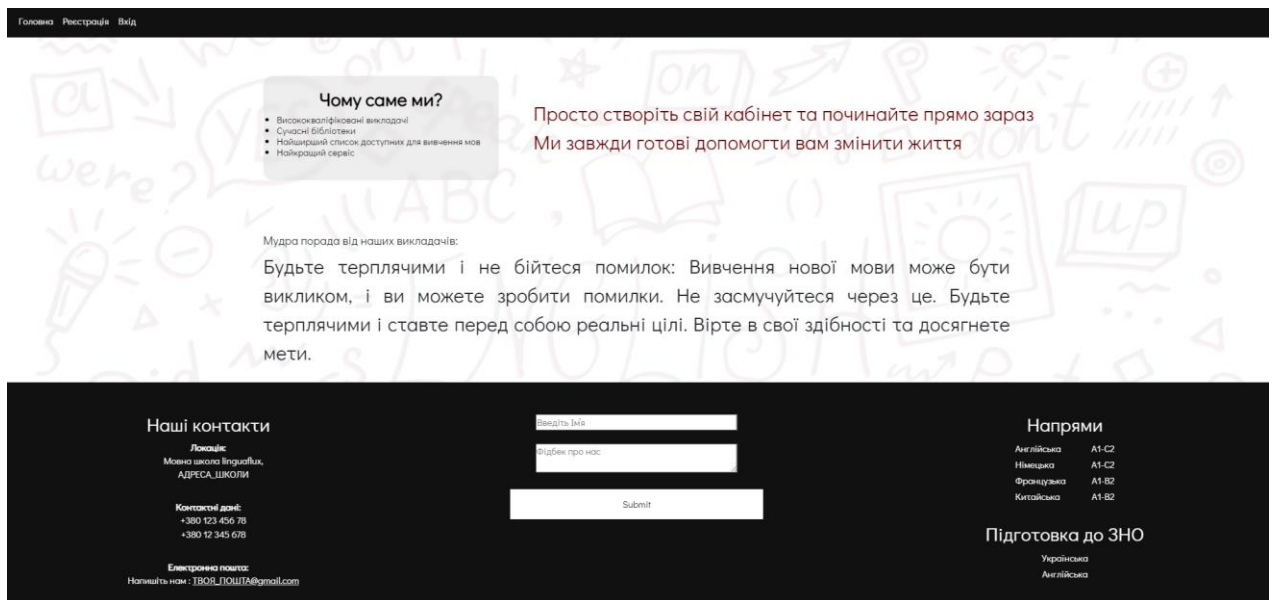 Головна Реєстрація Вхід
Чому саме ми?
Висококваліфіковані викладачі
Сучасні бібліотеки
Найширший список доступних для вивчення мов
Найкращий сервіс
Просто створіть свій кабінет та починайте прямо зараз
Ми завжди готові допомогти вам змінити життя
Мудра порада від наших викладачів:
Будьте терплячими і не бійтеся помилок: Вивчення нової мови може бути
викликом, і ви можете зробити помилки. Не засмучуйтеся через це. Будьте
терплячими і ставте перед собою реальні цілі. Вірте в свої здібності та досягнете
мети.
Наші контакти
Локація:
Мовна школа linguaflux,
АДРЕСА_ШКОЛИ
Контактні дані:
+380 123 456 78
+380 12 345 678
Електронна пошта:
Напишіть нам : ТВОЯ_ПОШТА@gmail.com
Введіть Ім'я
Фідбек про нас
Submit
Напрями
Англійська A1-C2
Німецька A1-C2
Французька A1-B2
Китайська A1-B2
Підготовка до ЗНО
Українська
Англійська